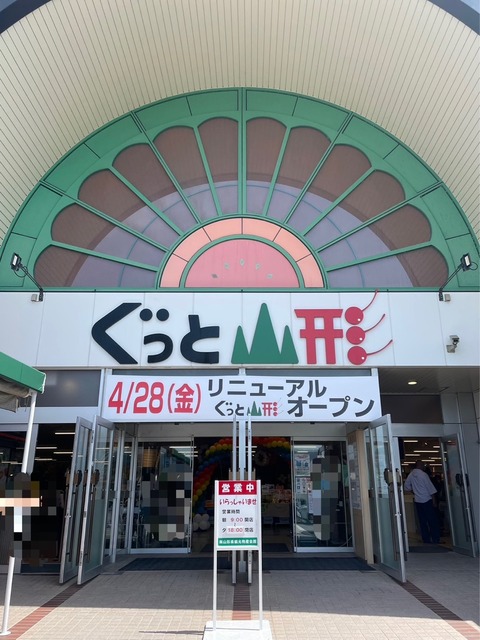 ぐっと山形
4/28(金) リニューアル
ぐっと山形 オープン
営業中
いらっしゃいませ
営業時間
朝 9:00 開店
夕 18:00 閉店